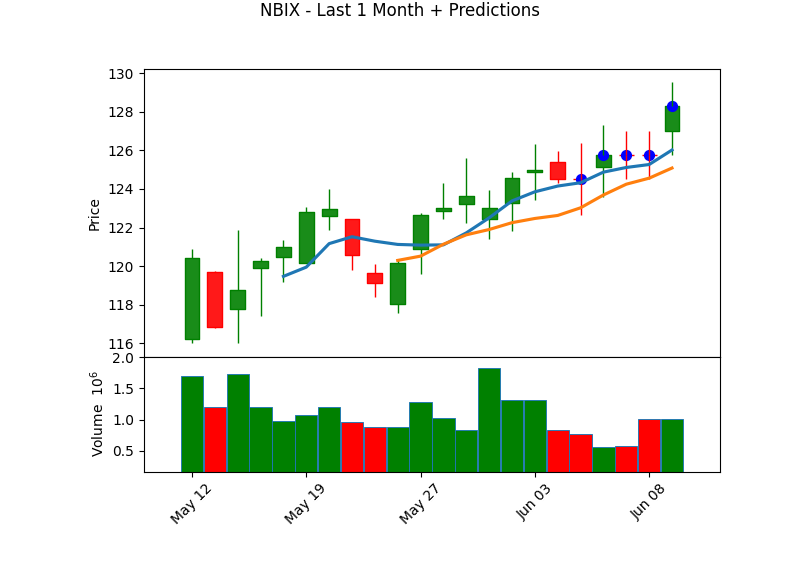 NBIX - Last 1 Month + Predictions
130
128
126
124
122
120
118
116
Price
2.0
1.5
1.0
0.5
Volume 10^6
May 12
May 19
May 27
Jun 03
Jun 08